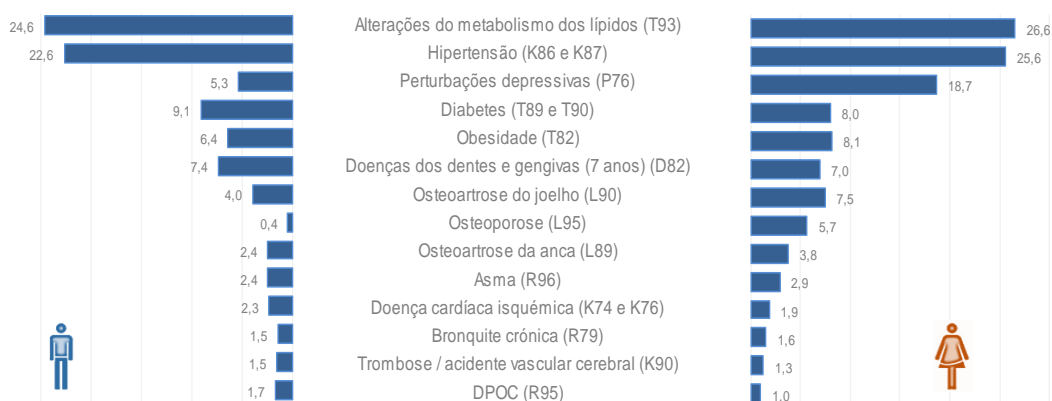 24,6 Alterações do metabolismo dos lípidos (T93) 26,6
22,6 Hipertensão (K86 e K87) 25,6
5,3 Perturbações depressivas (P76) 18,7
9,1 Diabetes (T89 e T90) 8,0
6,4 Obesidade (T82) 8,1
7,4 Doenças dos dentes e gengivas (7 anos) (D82) 7,0
4,0 Osteoartrose do joelho (L90) 7,5
0,4 Osteoporose (L95) 5,7
2,4 Osteoartrose da anca (L89) 3,8
2,4 Asma (R96) 2,9
2,3 Doença cardíaca isquémica (K74 e K76) 1,9
1,5 Bronquite crónica (R79) 1,6
1,5 Trombose / acidente vascular cerebral (K90) 1,3
1,7 DPOC (R95) 1,0